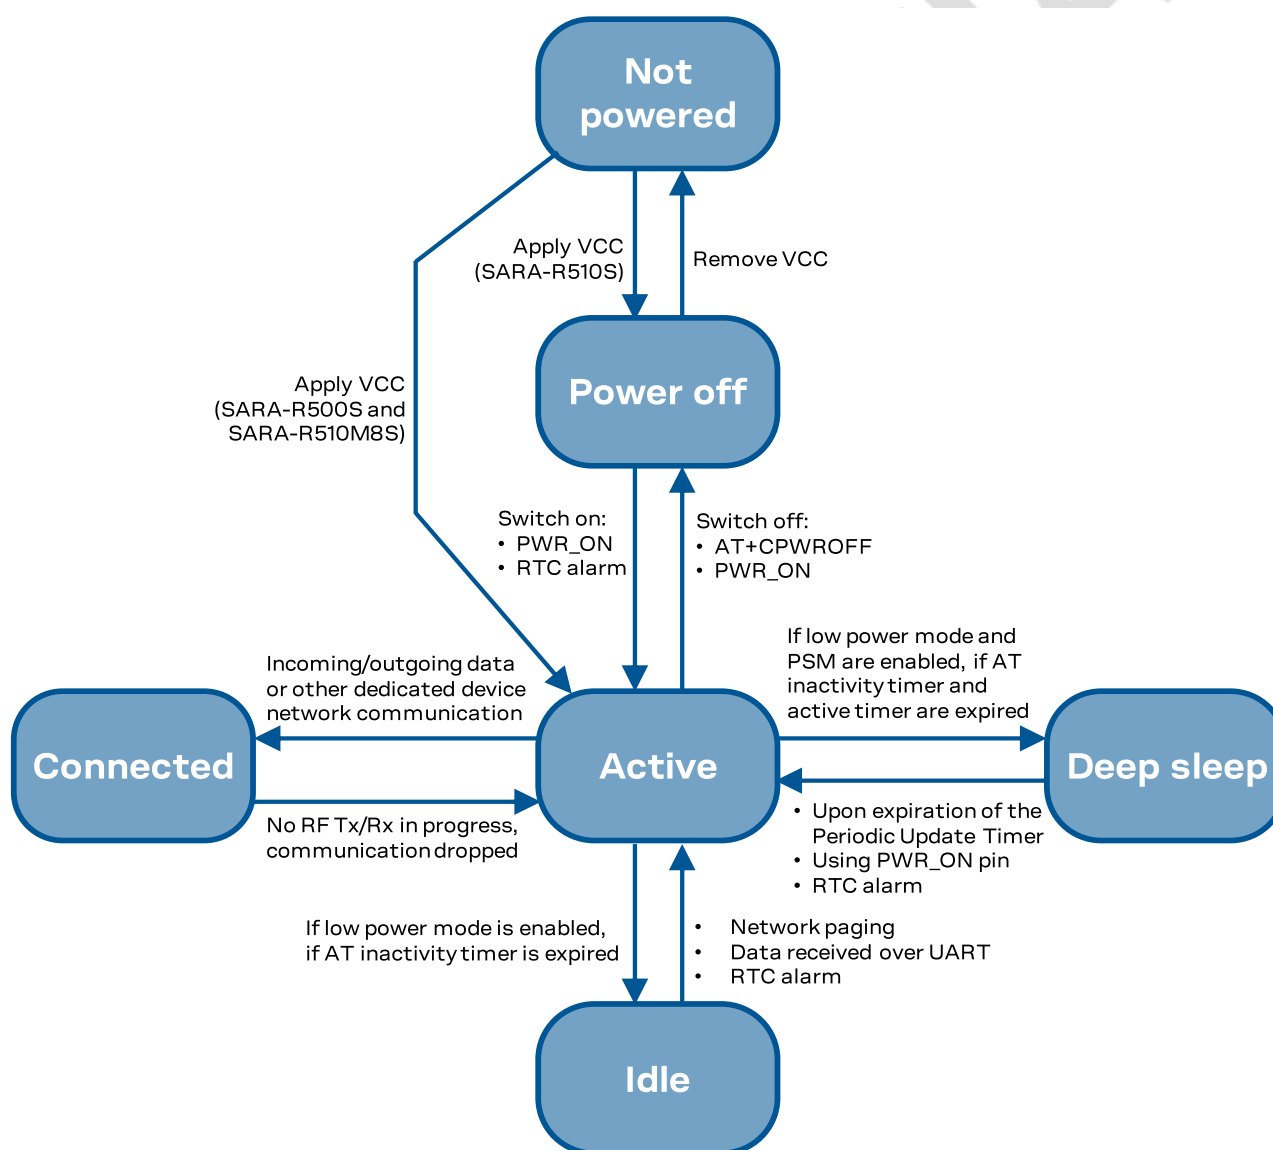 Not
powered
Apply VCC
(SARA-R510S)
Remove VCC
Apply VCC
(SARA-R500S and
SARA-R510M8S)
Power off
Switch on:
• PWR_ON
• RTC alarm
Switch off:
• AT+CPWROFF
• PWR_ON
Incoming/outgoing data
or other dedicated device
network communication
If low power mode and
PSM are enabled, if AT
inactivity timer and
active timer are expired
Connected
Active
Deep sleep
No RF Tx/Rx in progress,
communication dropped
• Upon expiration of the
Periodic Update Timer
• Using PWR_ON pin
• RTC alarm
If low power mode is enabled,
if AT inactivity timer is expired
• Network paging
• Data received over UART
• RTC alarm
Idle